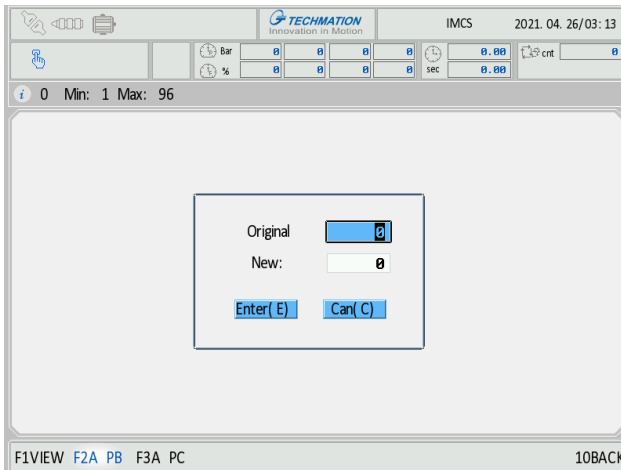 TECHMATION
Innovation in Motion
IMCS
2021. 04. 26/03: 13
Bar 0 0 0 0 0.00 cnt 0
% 0 0 0 0 sec 0.00
i 0 Min: 1 Max: 96
Original 0
New: 0
Enter( E) Can( C)
F1VIEW F2A PB F3A PC 10BACK